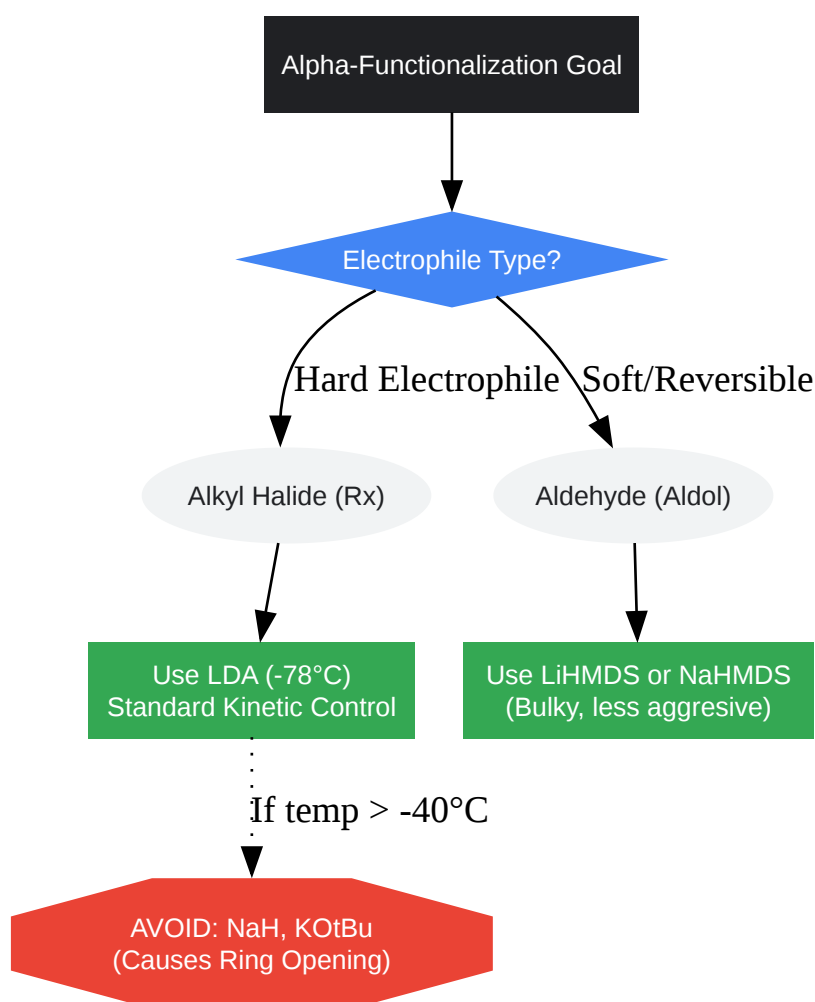 Alpha-Functionalization Goal
Electrophile Type?
Hard Electrophile
Soft/Reversible
Alkyl Halide (Rx)
Aldehyde (Aldol)
Use LDA (-78°C)
Standard Kinetic Control
Use LiHMDS or NaHMDS
(Bulky, less aggresive)
If temp > -40°C
AVOID: NaH, KOtBu
(Causes Ring Opening)